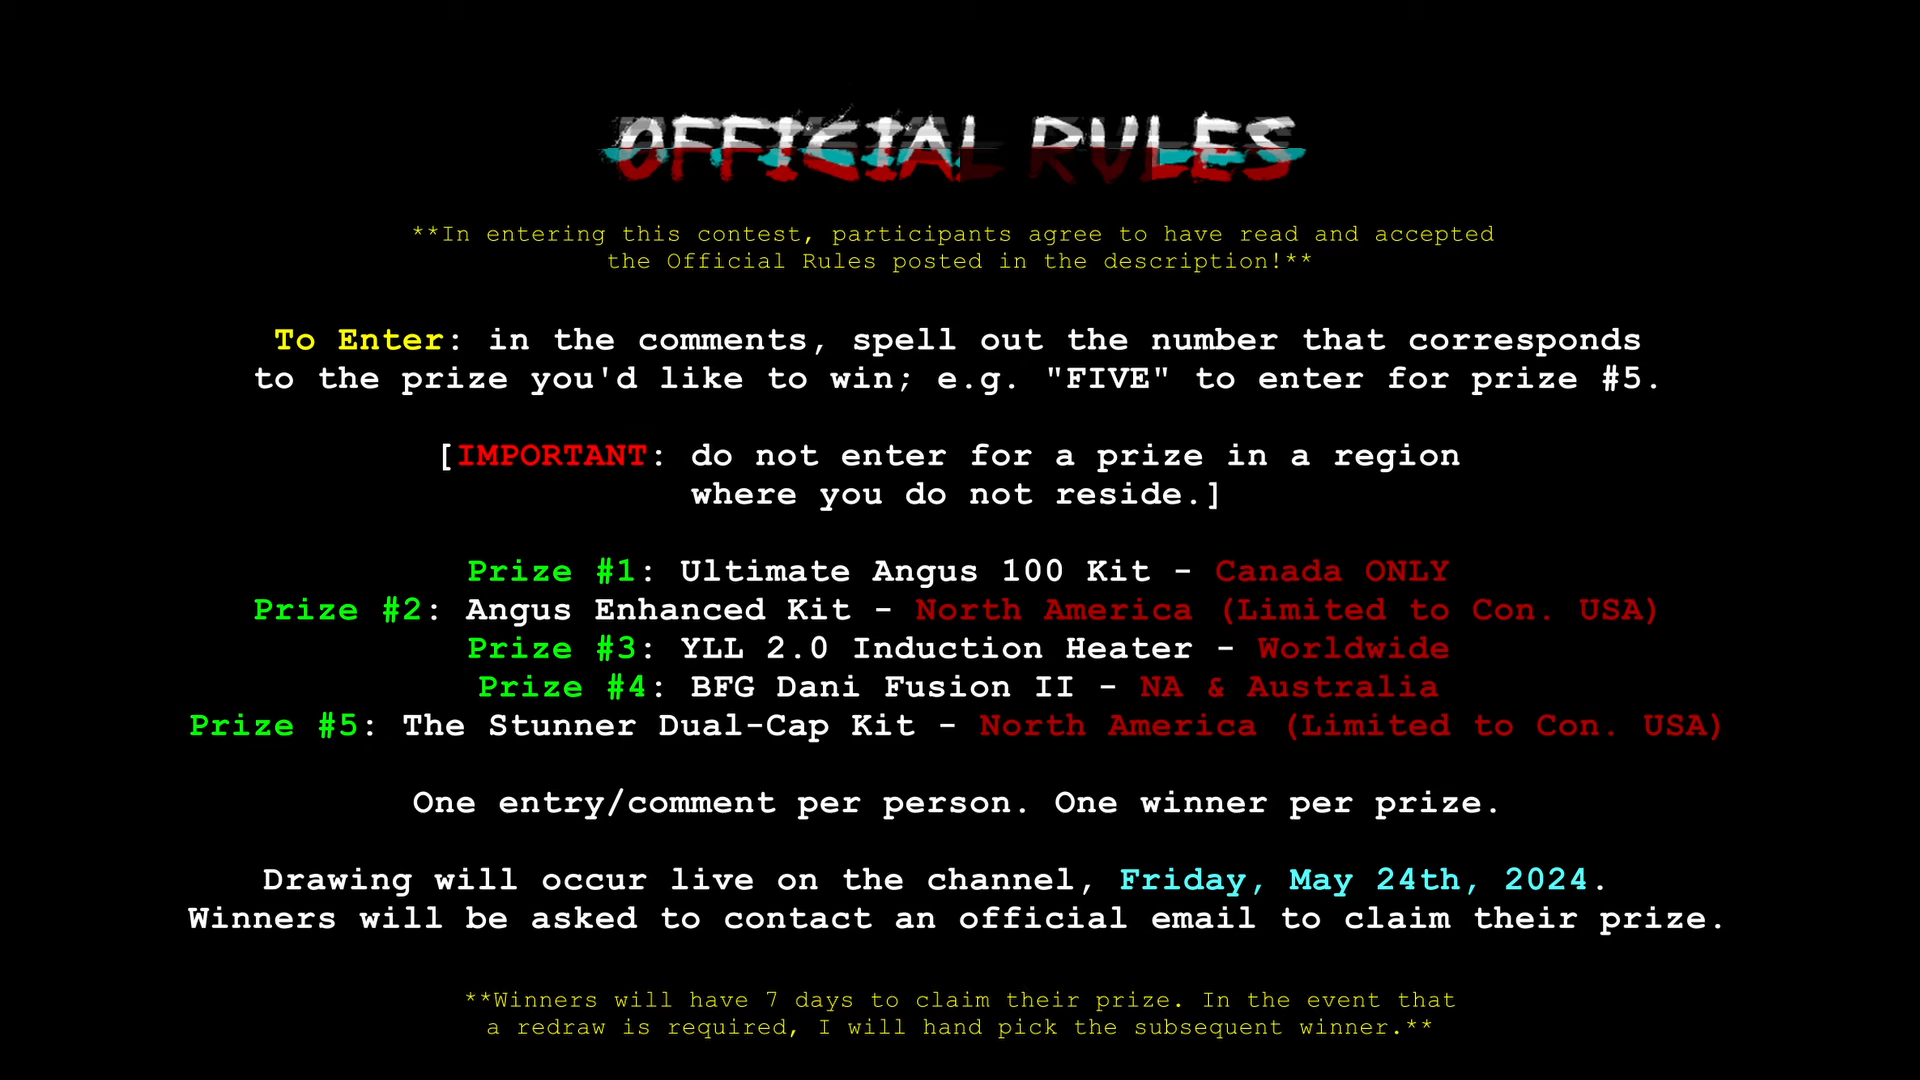 OFFICIAL RULES
**In entering this contest, participants agree to have read and accepted
the Official Rules posted in the description!**
To Enter: in the comments, spell out the number that corresponds
to the prize you'd like to win; e.g. "FIVE" to enter for prize #5.
[IMPORTANT: do not enter for a prize in a region
where you do not reside.]
Prize #1: Ultimate Angus 100 Kit - Canada ONLY
Prize #2: Angus Enhanced Kit - North America (Limited to Con. USA)
Prize #3: YLL 2.0 Induction Heater - Worldwide
Prize #4: BFG Dani Fusion II - NA & Australia
Prize #5: The Stunner Dual-Cap Kit - North America (Limited to Con. USA)
One entry/comment per person. One winner per prize.
Drawing will occur live on the channel, Friday, May 24th, 2024.
Winners will be asked to contact an official email to claim their prize.
**Winners will have 7 days to claim their prize. In the event that
a redraw is required, I will hand pick the subsequent winner.**